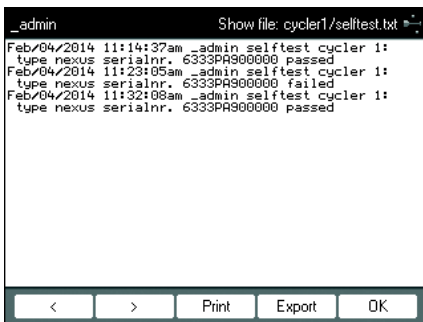 _admin Show file: cycler1/selftest.txt
Feb/04/2014 11:14:37am _admin selftest cycler 1:
type nexus serialnr. 6333PA900000 passed
Feb/04/2014 11:23:05am _admin selftest cycler 1:
type nexus serialnr. 6333PA900000 failed
Feb/04/2014 11:32:08am _admin selftest cycler 1:
type nexus serialnr. 6333PA900000 passed
< > Print Export OK